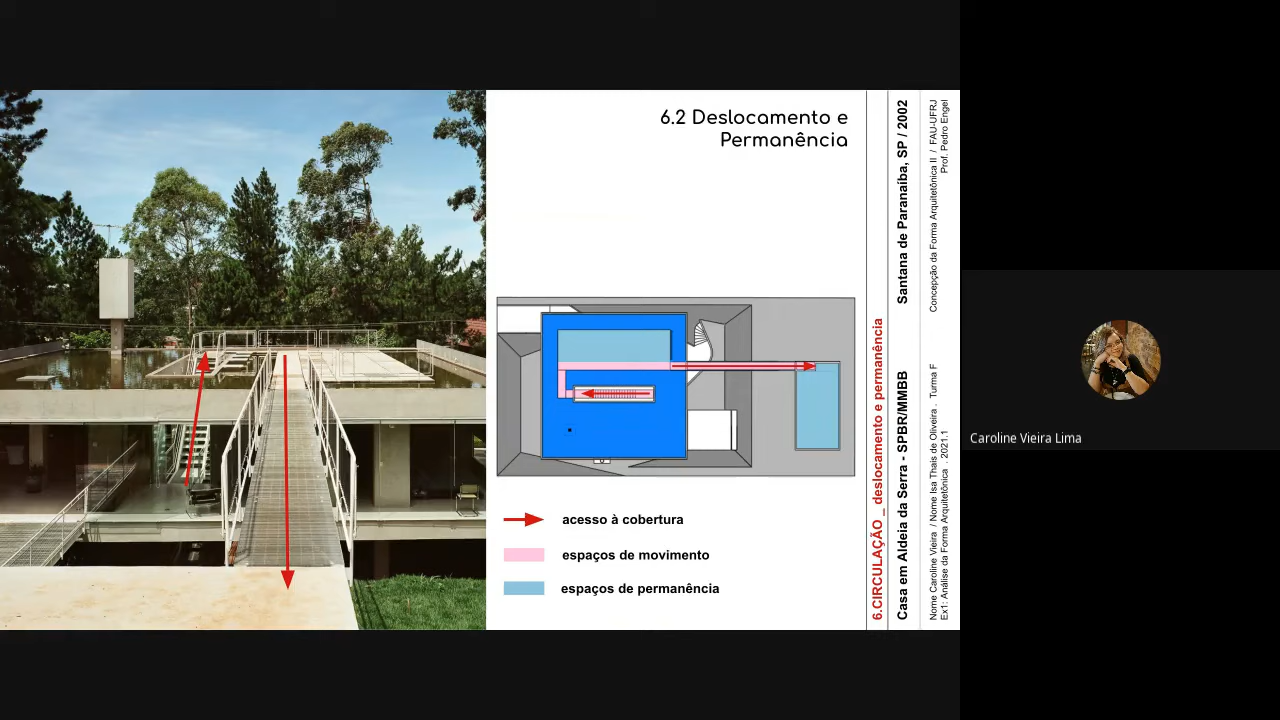 6.2 Deslocamento e
Permanência
acesso à cobertura
espaços de movimento
espaços de permanência
6.CIRCULAÇÃO _ deslocamento e permanência
Casa em Aldeia da Serra - SPBR/MMBB
Santana de Paranaíba, SP / 2002
Nome Caroline Vieira / Nome Isa Thais de Oliveira . Turma F
Ex1: Análise da Forma Arquitetônica . 2021.1
Concepção da Forma Arquitetônica II / FAU-UFRJ
Prof. Pedro Engel
Caroline Vieira Lima